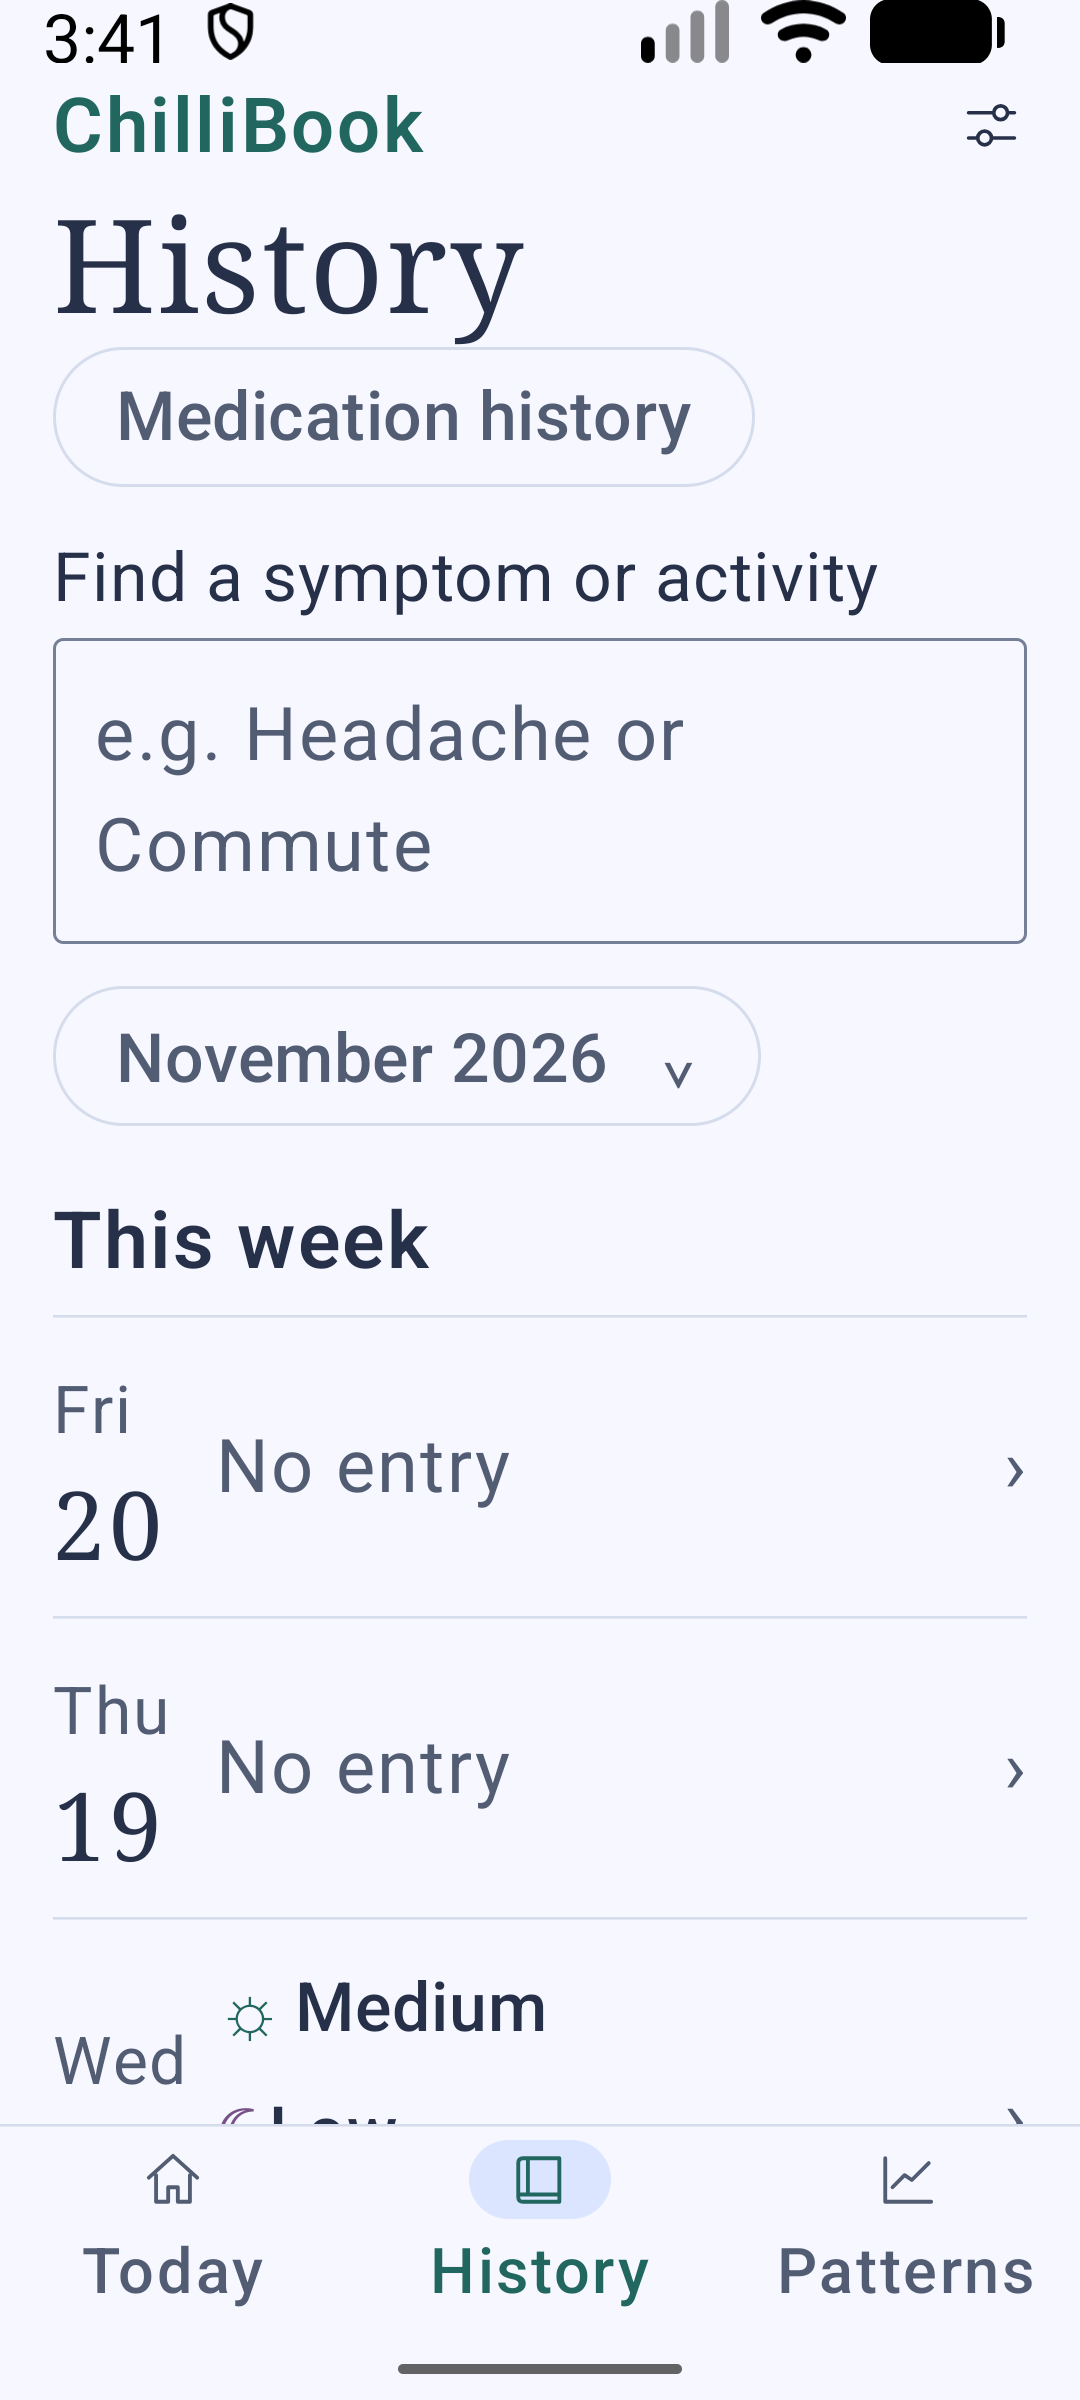 3:41
ChilliBook
History
Medication history
Find a symptom or activity
e.g. Headache or
Commute
November 2026
This week
Fri
20
No entry
Thu
19
No entry
Wed
Medium
Low
Today
History
Patterns